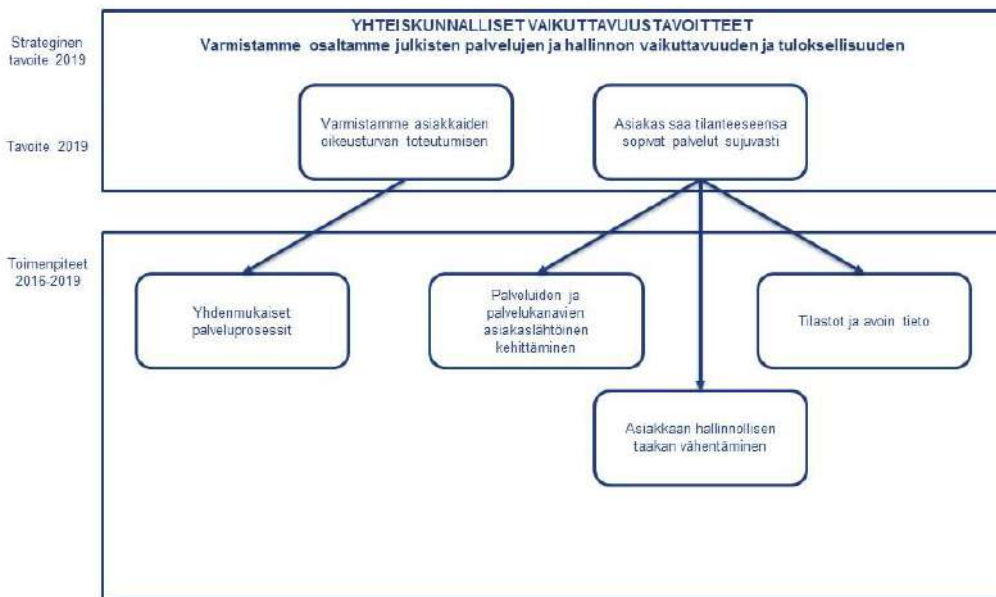 YHTEISKUNNALLISET VAIKUTTAVUUSTAVOITTEET
Varmistamme osaltamme julkisten palvelujen ja hallinnon vaikuttavuuden ja tuloksellisuuden
Strateginen
tavoite 2019
Varmistamme asiakkaiden
oikeusturvan toteutumisen
Asiakas saa tilanteeseensa
sopivat palvelut sujuvasti
Tavoite 2019
Toimenpiteet
2016-2019
Yhdenmukaiset
palveluprosessit
Palveluiden ja
palvelukanavien
asiakaslähtöinen
kehittäminen
Tilastot ja avoin tieto
Asiakkaan hallinnollisen
taakan vähentäminen